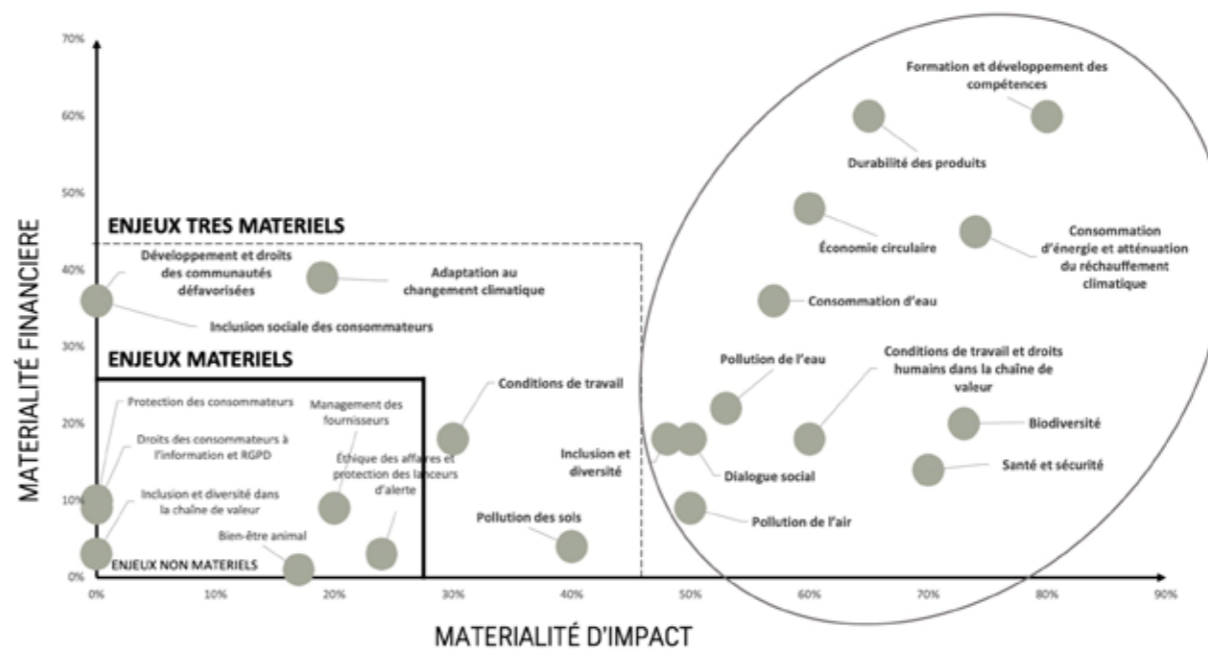 70%
Formation et développement des
compétences
60%
Durabilité des produits
50%
ENJEUX TRES MATERIELS
Économie circulaire
Consommation
d'énergie et atténuation
du réchauffement
climatique
40%
Développement et droits
des communautés
défavorisées
Adaptation au
changement climatique
Consommation d'eau
Inclusion sociale des consommateurs
30%
ENJEUX MATERIELS
Pollution de l'eau
Conditions de travail et droits
humains dans la chaîne de
valeur
Conditions de travail
Protection des consommateurs
Management des
fournisseurs
20%
Droits des consommateurs à
l'information et RGPD
Éthique des affaires et
protection des lanceurs
d'alerte
Inclusion et
diversité
Dialogue social
Biodiversité
Santé et sécurité
10%
Inclusion et diversité dans
la chaîne de valeur
Bien-être animal
Pollution des sols
Pollution de l'air
ENJEUX NON MATERIELS
0%
0%
10%
20%
30%
40%
50%
60%
70%
80%
90%
MATERIALITÉ FINANCIERE
MATERIALITÉ D'IMPACT